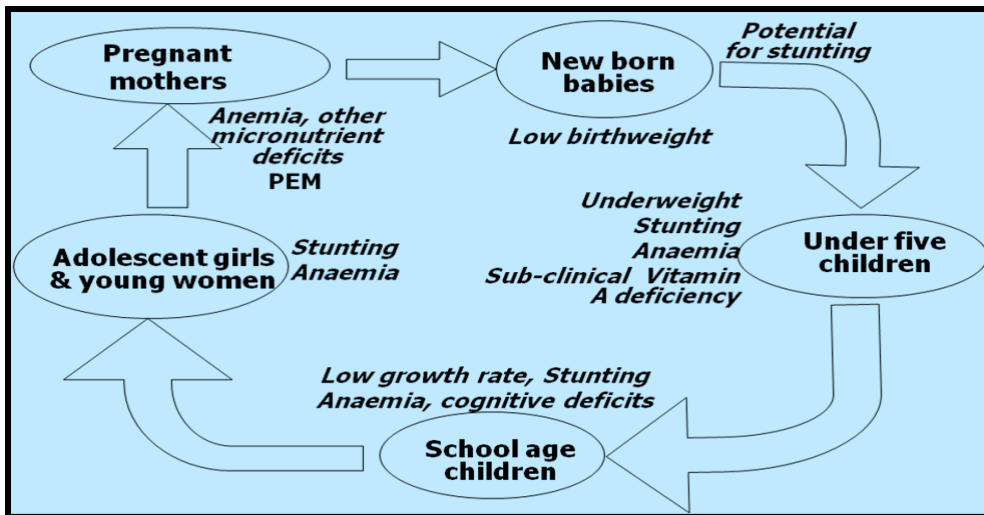 Pregnant
mothers
New born
babies
Potential
for stunting
Anemia, other
micronutrient
deficits
PEM
Low birthweight
Underweight
Stunting
Anaemia
Sub-clinical Vitamin
A deficiency
Under five
children
Adolescent girls
& young women
Stunting
Anaemia
Low growth rate, Stunting
Anaemia, cognitive deficits
School age
children